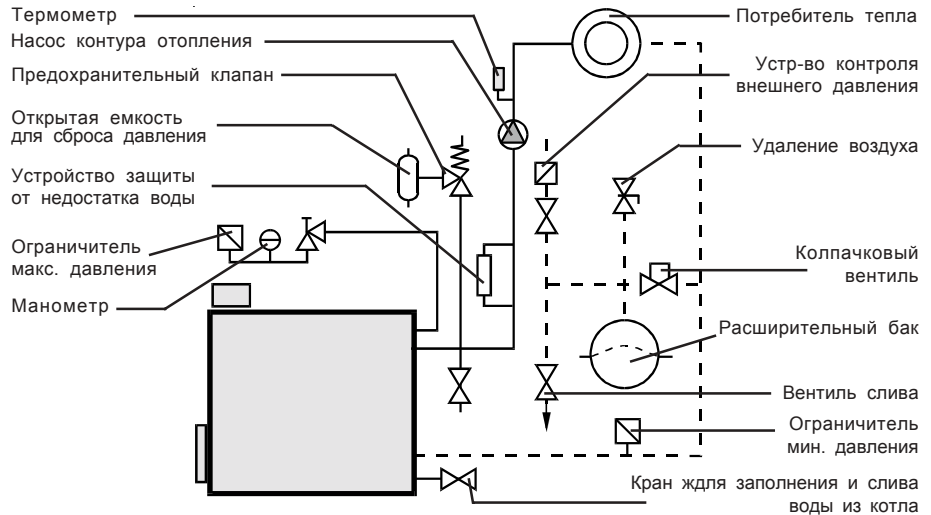 Термометр
Насос контура отопления
Предохранительный клапан
Открытая емкость
для сброса давления
Устройство защиты
от недостатка воды
Ограничитель
макс. давления
Манометр
Потребитель тепла
Устр-во контроля
внешнего давления
Удаление воздуха
Колпачковый
вентиль
Расширительный бак
Вентиль слива
Ограничитель
мин. давления
Кран ждля заполнения и слива
воды из котла